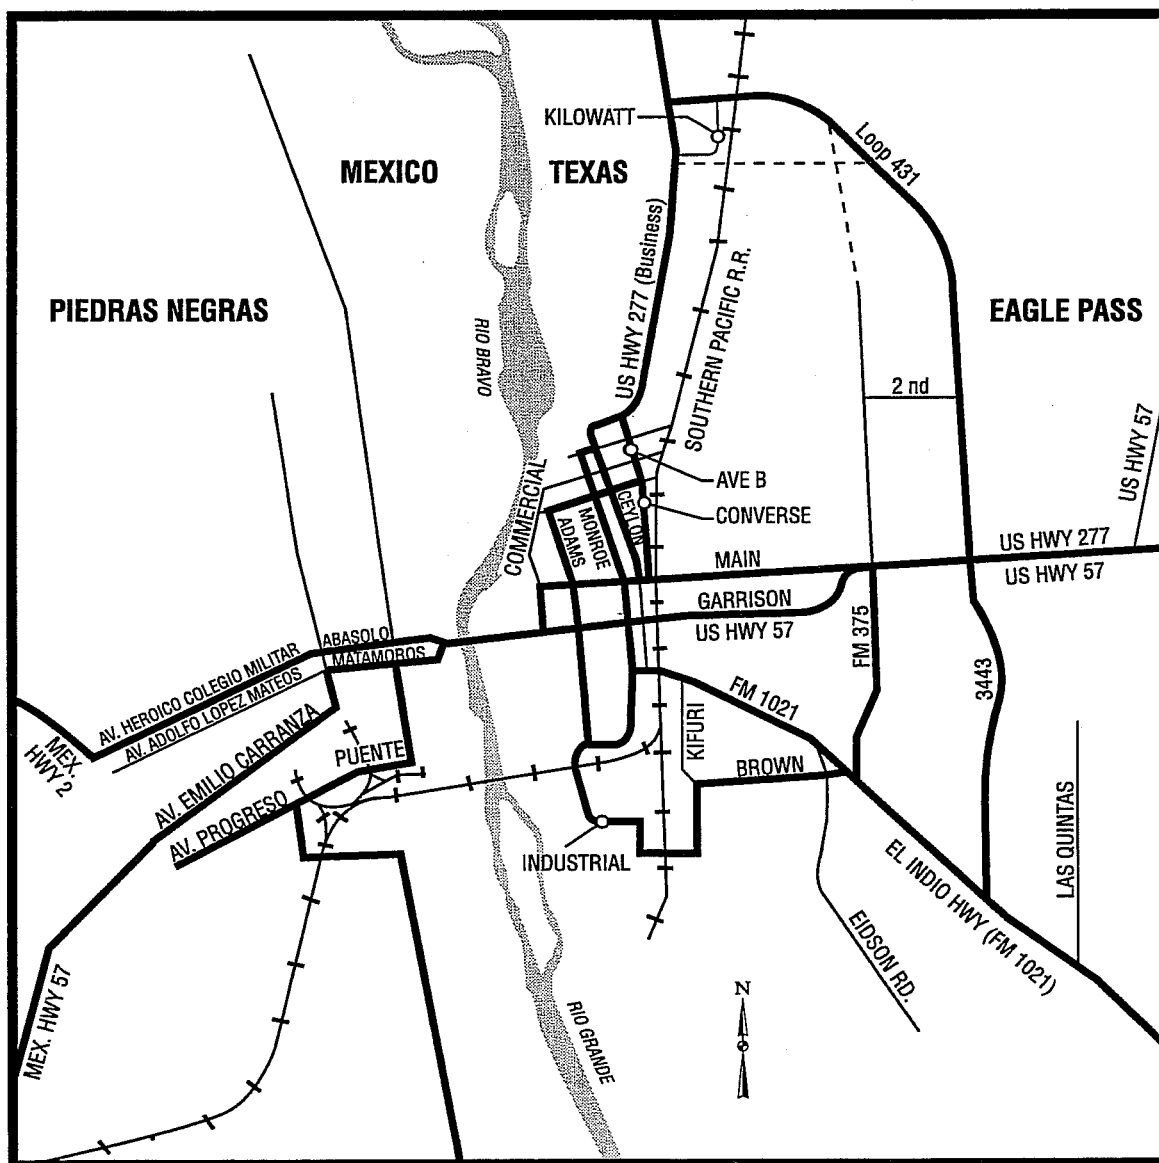 KILOWATT
MEXICO
TEXAS
Loop 431
PIEDRAS NEGRAS
EAGLE PASS
US HWY 277 (Business)
SOUTHERN PACIFIC R.R.
RIO BRAVO
2 nd
US HWY 57
AVE B
CONVERSE
COMMERCIAL
CEYLON
MONROE
ADAMS
MAIN
US HWY 277
US HWY 57
GARRISON
US HWY 57
FM 375
3443
ABASOLO
MATAMOROS
AV. HEROICO COLEGIO MILITAR
AV. ADOLFO LOPEZ MATEOS
MEX.
HWY 2
AV. EMILIO CARRANZA
PUENTE
AV. PROGRESO
FM 1021
KIFURI
BROWN
INDUSTRIAL
LAS QUINTAS
EL INDIO HWY (FM 1021)
EIDSON RD.
MEX. HWY 57
RIO GRANDE
N